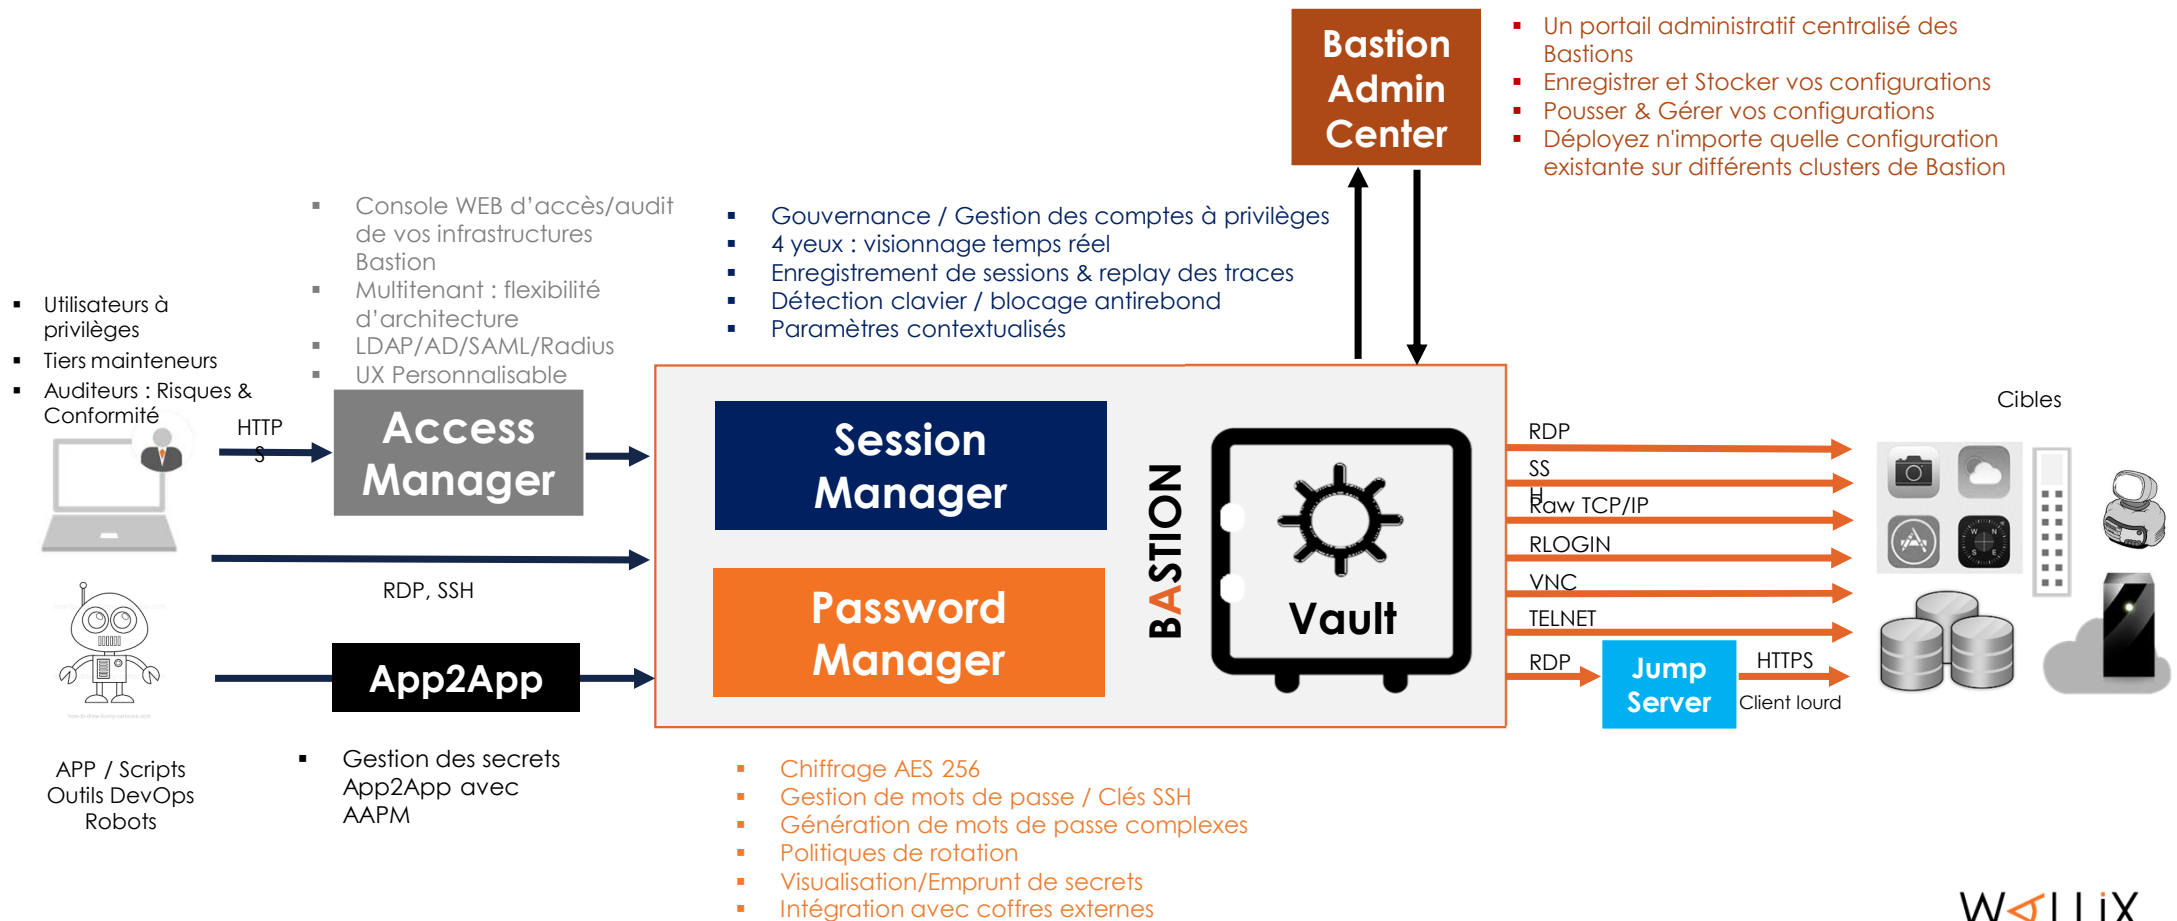 Bastion
Admin
Center
▪ Un portail administratif centralisé des
Bastions
▪ Enregistrer et Stocker vos configurations
▪ Pousser & Gérer vos configurations
▪ Déployez n'importe quelle configuration
existante sur différents clusters de Bastion
▪ Console WEB d’accès/audit
de vos infrastructures
Bastion
▪ Multitenant : flexibilité
d’architecture
▪ LDAP/AD/SAML/Radius
▪ UX Personnalisable
▪ Gouvernance / Gestion des comptes à privilèges
▪ 4 yeux : visionnage temps réel
▪ Enregistrement de sessions & replay des traces
▪ Détection clavier / blocage antirebond
▪ Paramètres contextualisés
▪ Utilisateurs à
privilèges
▪ Tiers mainteneurs
▪ Auditeurs : Risques &
Conformité
HTTP
S
Access
Manager
RDP, SSH
App2App
Session
Manager
Password
Manager
BASTION
Vault
RDP
SS
H
Raw TCP/IP
RLOGIN
VNC
TELNET
RDP
Jump
Server
HTTPS
Client lourd
Cibles
W
N
S
E
how-to-draw-funny-cartoons.com
APP / Scripts
Outils DevOps
Robots
▪ Gestion des secrets
App2App avec
AAPM
▪ Chiffrage AES 256
▪ Gestion de mots de passe / Clés SSH
▪ Génération de mots de passe complexes
▪ Politiques de rotation
▪ Visualisation/Emprunt de secrets
▪ Intégration avec coffres externes
WALLiX